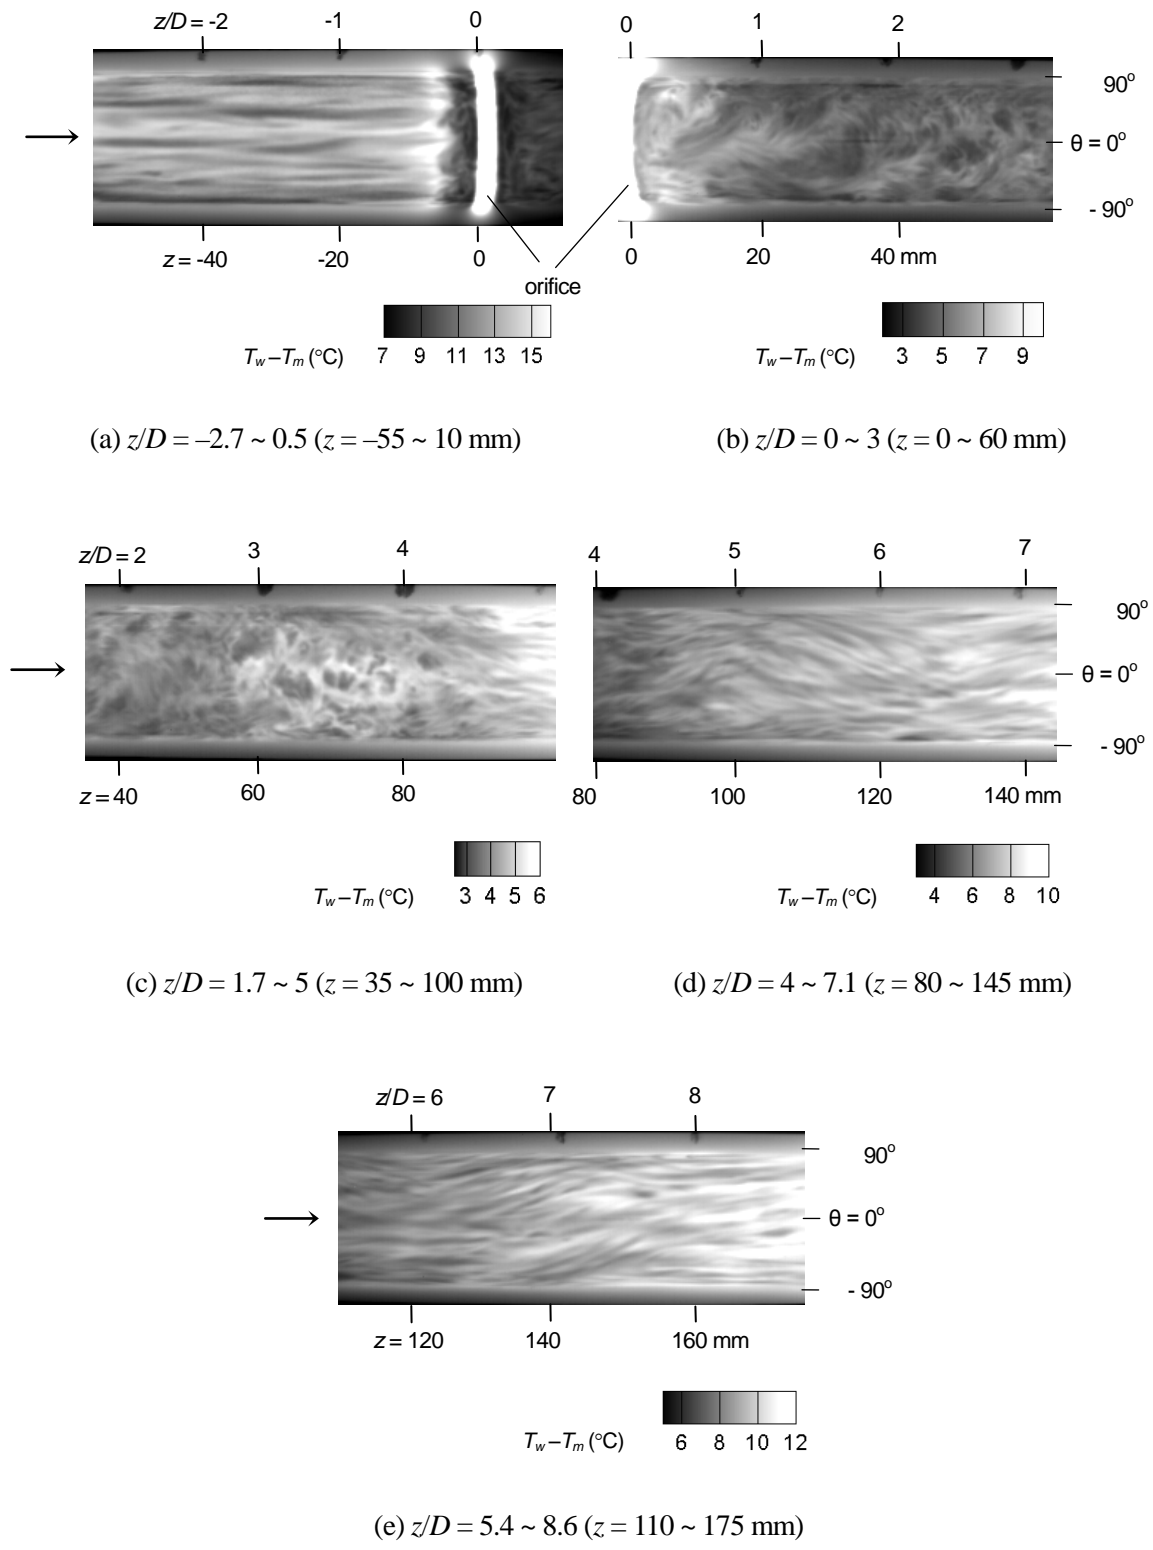 z/D = -2 -1 0
0 1 2
90°
θ = 0°
- 90°
z = -40 -20 0
0 20 40 mm
orifice
Tw–Tm (°C) 7 9 11 13 15
Tw–Tm (°C) 3 5 7 9
(a) z/D = –2.7 ~ 0.5 (z = –55 ~ 10 mm)
(b) z/D = 0 ~ 3 (z = 0 ~ 60 mm)
z/D = 2 3 4
4 5 6 7
90°
θ = 0°
- 90°
z = 40 60 80
80 100 120 140 mm
Tw–Tm (°C) 3 4 5 6
Tw–Tm (°C) 4 6 8 10
(c) z/D = 1.7 ~ 5 (z = 35 ~ 100 mm)
(d) z/D = 4 ~ 7.1 (z = 80 ~ 145 mm)
z/D = 6 7 8
90°
θ = 0°
- 90°
z = 120 140 160 mm
Tw–Tm (°C) 6 8 10 12
(e) z/D = 5.4 ~ 8.6 (z = 110 ~ 175 mm)